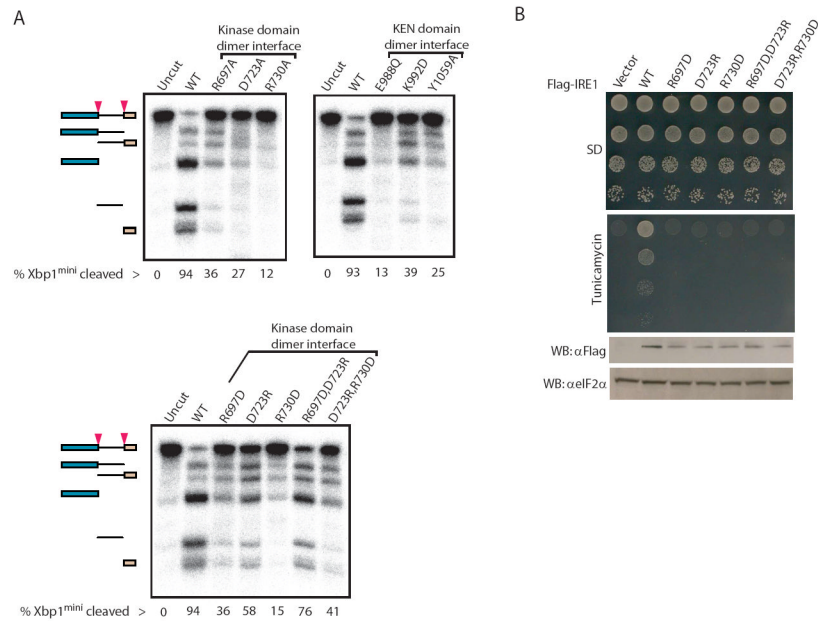 A
Kinase domain
dimer interface
Uncut
WT
R697A
D723A
R730A
KEN domain
dimer interface
Uncut
WT
E988Q
K992D
Y1059A
% Xbp1mini cleaved > 0 94 36 27 12
0 93 13 39 25
Kinase domain
dimer interface
Uncut
WT
R697D
D723R
R730D
R697D,D723R
D723R,R730D
% Xbp1mini cleaved > 0 94 36 58 15 76 41
B
Flag-IRE1
Vector
WT
R697D
D723R
R730D
R697D,D723R
D723R,R730D
SD
Tunicamycin
WB: αFlag
WB: αeIF2α